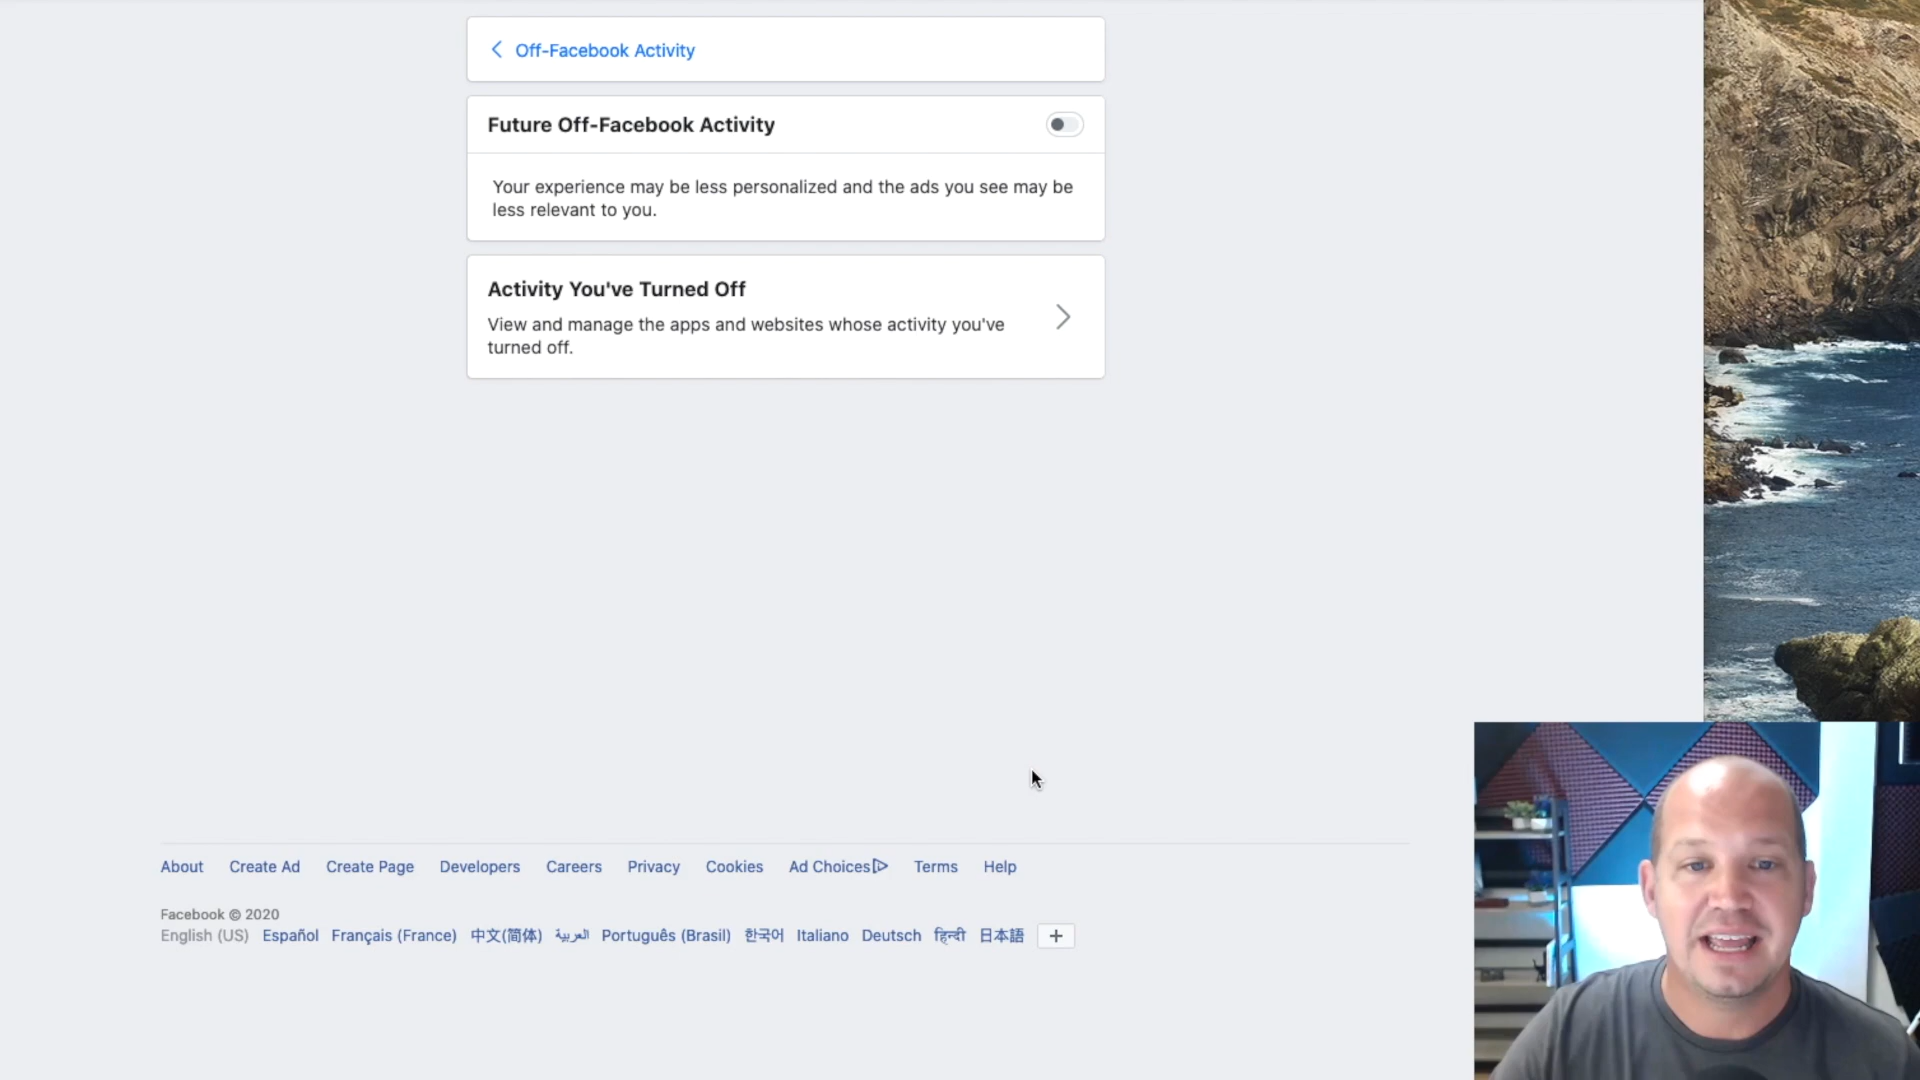 Off-Facebook Activity
Future Off-Facebook Activity
Your experience may be less personalized and the ads you see may be
less relevant to you.
Activity You've Turned Off
View and manage the apps and websites whose activity you've
turned off.
About Create Ad Create Page Developers Careers Privacy Cookies Ad Choices Terms Help
Facebook © 2020
English (US) Español Français (France) 中文(简体) العربية Português (Brasil) 한국어 Italiano Deutsch हिन्दी 日本語 +